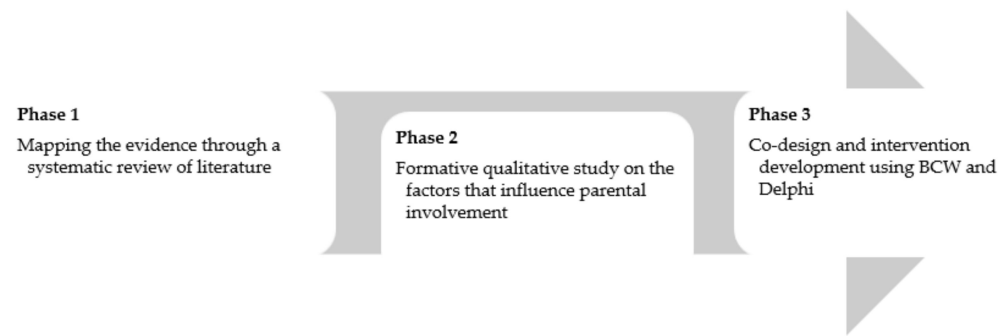 Phase 1
Mapping the evidence through a
systematic review of literature
Phase 2
Formative qualitative study on the
factors that influence parental
involvement
Phase 3
Co-design and intervention
development using BCW and
Delphi